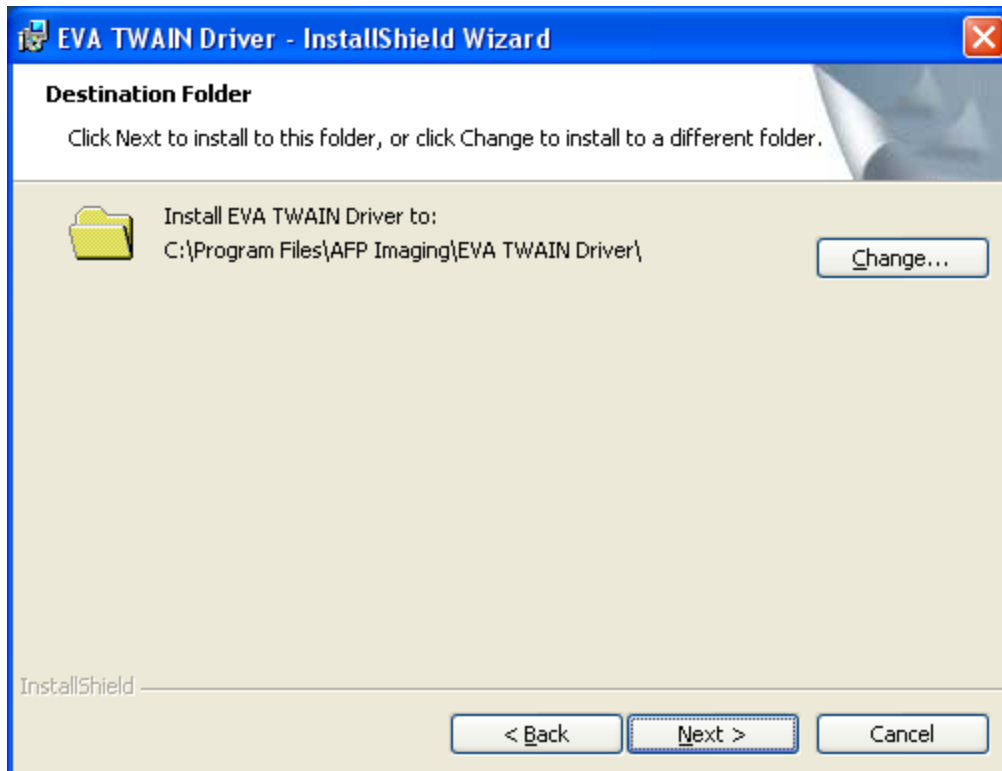 EVA TWAIN Driver - InstallShield Wizard
Destination Folder
Click Next to install to this folder, or click Change to install to a different folder.
Install EVA TWAIN Driver to:
C:\Program Files\AFP Imaging\EVA TWAIN Driver\
Change...
InstallShield
< Back
Next >
Cancel